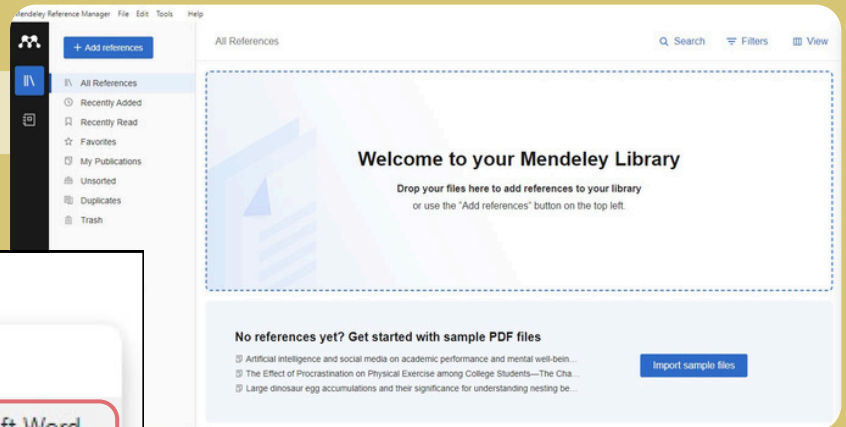 Mendeley Reference Manager File Edit Tools Help
+ Add references
All References
Recently Added
Recently Read
Favorites
My Publications
Unsorted
Duplicates
Trash
All References
Search Filters View
Welcome to your Mendeley Library
Drop your files here to add references to your library
or use the "Add references" button on the top left.
No references yet? Get started with sample PDF files
Artificial intelligence and social media on academic performance and mental well-bein...
The Effect of Procrastination on Physical Exercise among College Students—The Cha...
Large dinosaur egg accumulations and their significance for understanding nesting be...
Import sample files
ft Word